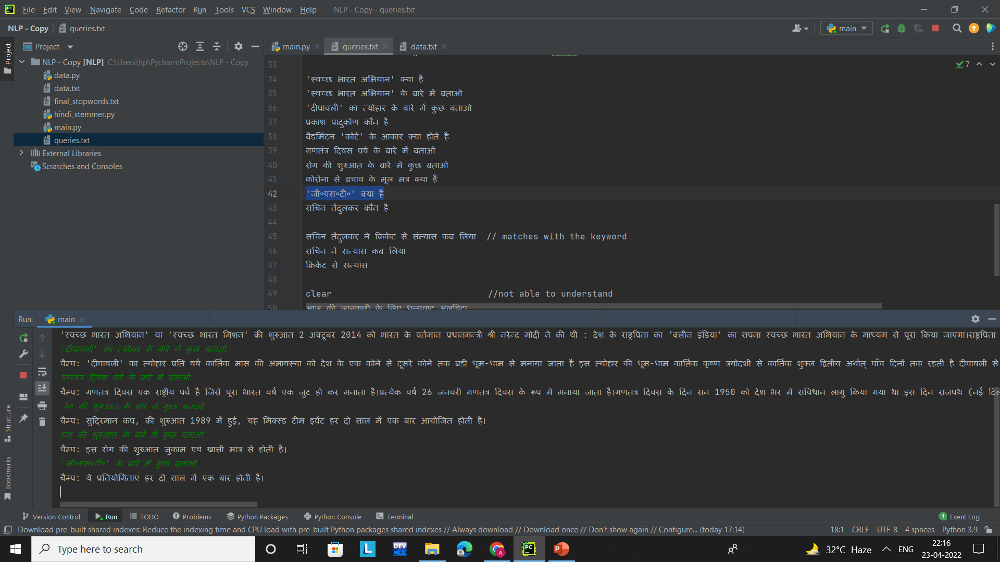 File Edit View Navigate Code Refactor Run Tools VCS Window Help NLP - Copy - queries.txt
NLP - Copy queries.txt main
Project main.py queries.txt data.txt
NLP - Copy [NLP] C:\Users\hp\PycharmProjects\NLP - Copy
data.py
data.txt
final_stopwords.txt
hindi_stemmer.py
main.py
queries.txt
External Libraries
Scratches and Consoles
Project
Structure
Bookmarks
7
33
34 'स्वच्छ भारत अभियान' क्या है
35 'स्वच्छ भारत अभियान' के बारे में बताओ
36 'दीपावली' का त्योहार के बारे में कुछ बताओ
37 प्रकाश पादुकोण कौन है
38 बैडमिंटन 'कोर्ट' के आकार क्या होते है
39 गणतंत्र दिवस पर्व के बारे में बताओ
40 रोग की शुरुआत के बारे में कुछ बताओ
41 कोरोना से बचाव के मूल मंत्र क्या हैं
42 'जी०एस०टी०' क्या है
43 सचिन तेंदुलकर कौन है
44
45 सचिन तेंदुलकर ने क्रिकेट से संन्यास कब लिया // matches with the keyword
46 सचिन ने संन्यास कब लिया
47 क्रिकेट से संन्यास
48
49 clear //not able to understand
50 आज की जानकारी के लिए धन्यवाद अलविदा
Run: main
'स्वच्छ भारत अभियान' या 'स्वच्छ भारत मिशन' की शुरुआत 2 अक्टूबर 2014 को भारत के वर्तमान प्रधानमन्त्री श्री नरेन्द्र मोदी ने की थी : देश के राष्ट्रपिता का ‘क्लीन इंडिया’ का सपना स्वच्छ भारत अभियान के माध्यम से पूरा किया जाएगा।राष्ट्रपिता
'दीपावली' का त्योहार के बारे में कुछ बताओ
चैम्प: 'दीपावली' का त्योहार प्रति वर्ष कार्तिक मास की अमावस्या को देश के एक कोने से दूसरे कोने तक बड़ी धूम-धाम से मनाया जाता है इस त्योहार की धूम-धाम कार्तिक कृष्ण त्रयोदशी से कार्तिक शुक्ल द्वितीय अर्थात् पाँच दिनों तक रहती है दीपावली से
गणतंत्र दिवस पर्व के बारे में बताओ
चैम्प: गणतंत्र दिवस एक राष्ट्रीय पर्व है जिसे पूरा भारत वर्ष एक जुट हो कर मनाता है।प्रत्येक वर्ष 26 जनवरी गणतंत्र दिवस के रूप में मनाया जाता है।गणतंत्र दिवस के दिन सन 1950 को देश भर में संविधान लागु किया गया था इस दिन राजपथ (नई
ोग की शुरुआत के बारे में कुछ बताओ
चैम्प: सुदिरमान कप, की शुरुआत 1989 में हुई, यह मिक्स्ड टीम इवेंट हर दो साल में एक बार आयोजित होती है।
रोग की शुरुआत के बारे में कुछ बताओ
चैम्प: इस रोग की शुरुआत जुकाम एवं खासी मात्र से होती है।
'जी०एस०टी०' के बारे में कुछ बताओ
चैम्प: ये प्रतियोगिताएं हर दो साल में एक बार होती हैं।
Version Control Run TODO Problems Python Packages Python Console Terminal 1 Event Log
Download pre-built shared indexes: Reduce the indexing time and CPU load with pre-built Python packages shared indexes // Always download // Download once // Don't show again // Configure... (today 17:14) 18:1 CRLF UTF-8 4 spaces Python 3.9
Type here to search 32°C Haze ENG 22:16
23-04-2022